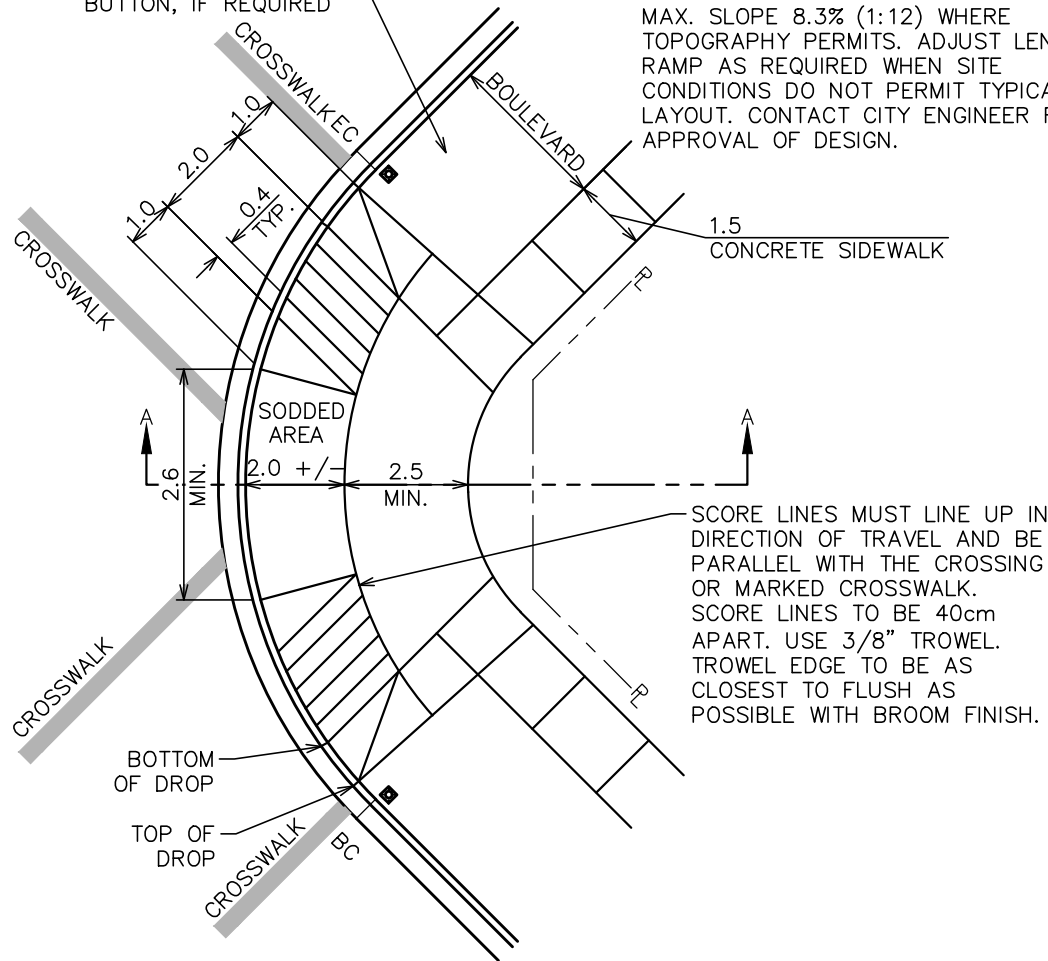 BUTTON, IF REQUIRED
MAX. SLOPE 8.3% (1:12) WHERE
TOPOGRAPHY PERMITS. ADJUST LEN
RAMP AS REQUIRED WHEN SITE
CONDITIONS DO NOT PERMIT TYPICA
LAYOUT. CONTACT CITY ENGINEER F
APPROVAL OF DESIGN.
CROSSWALK
EC
BOULEVARD
1.0
2.0
1.0
0.4
TYP.
1.5
CONCRETE SIDEWALK
CROSSWALK
PL
SODDED
AREA
A
A
2.6
MIN.
2.0 +/-
2.5
MIN.
SCORE LINES MUST LINE UP IN
DIRECTION OF TRAVEL AND BE
PARALLEL WITH THE CROSSING
OR MARKED CROSSWALK.
SCORE LINES TO BE 40cm
APART. USE 3/8" TROWEL.
TROWEL EDGE TO BE AS
CLOSEST TO FLUSH AS
POSSIBLE WITH BROOM FINISH.
CROSSWALK
PL
BOTTOM
OF DROP
TOP OF
DROP
CROSSWALK
BC